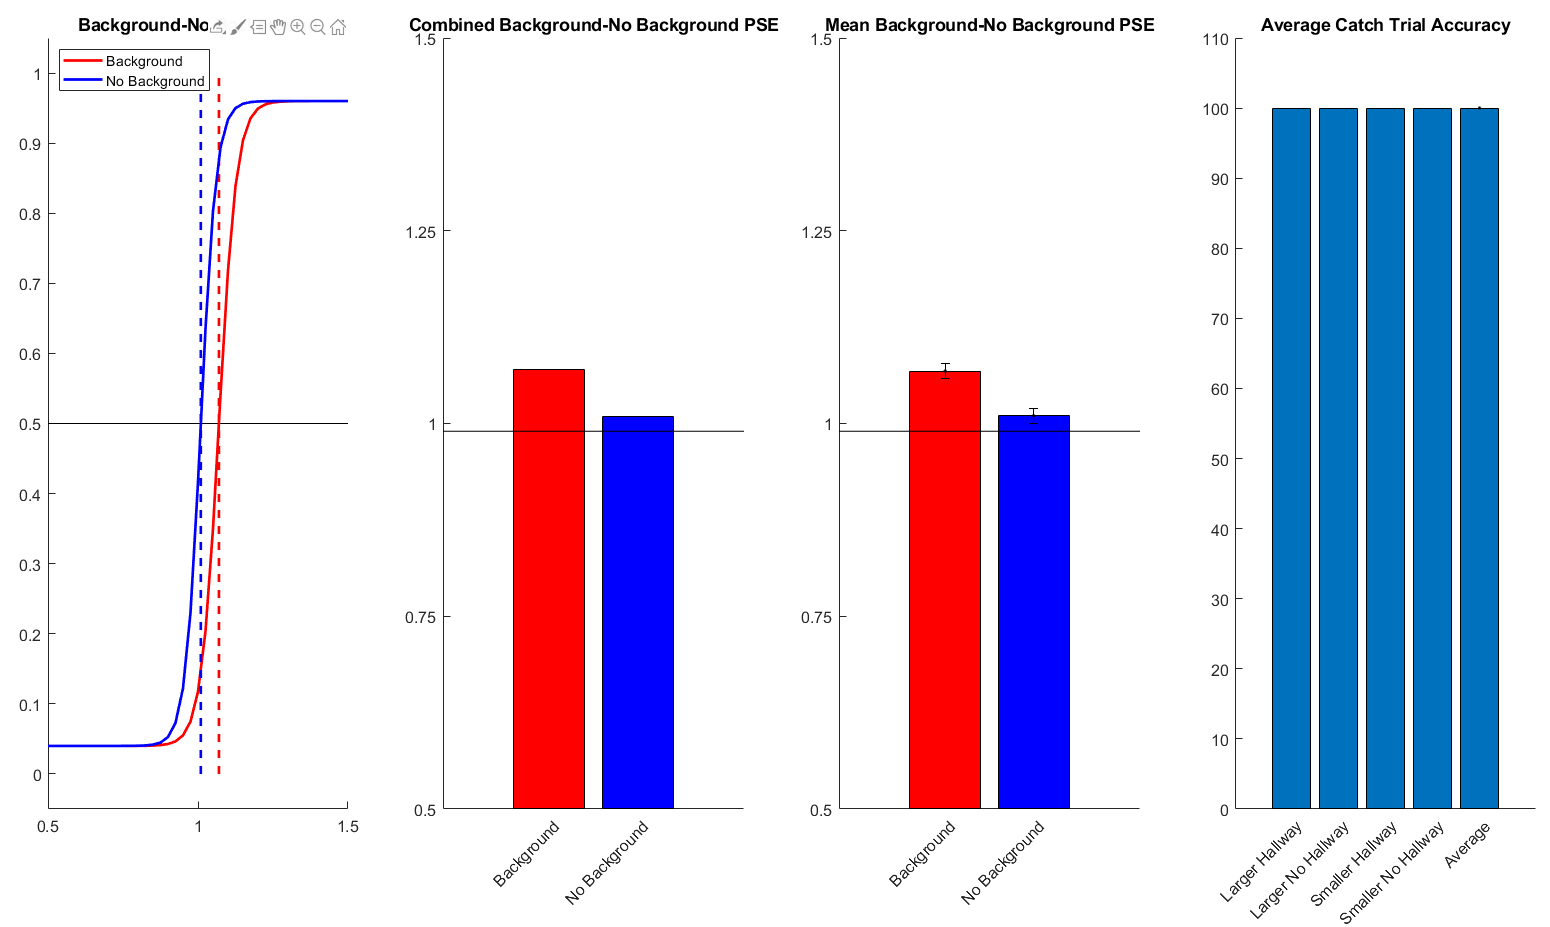 Background-No
Background
No Background
1
0.9
0.8
0.7
0.6
0.5
0.4
0.3
0.2
0.1
0
0.5
1
1.5
Combined Background-No Background PSE
1.5
1.25
1
0.75
0.5
Background
No Background
Mean Background-No Background PSE
1.5
1.25
1
0.75
0.5
Background
No Background
Average Catch Trial Accuracy
110
100
90
80
70
60
50
40
30
20
10
0
Larger Hallway
Larger No Hallway
Smaller Hallway
Smaller No Hallway
Average